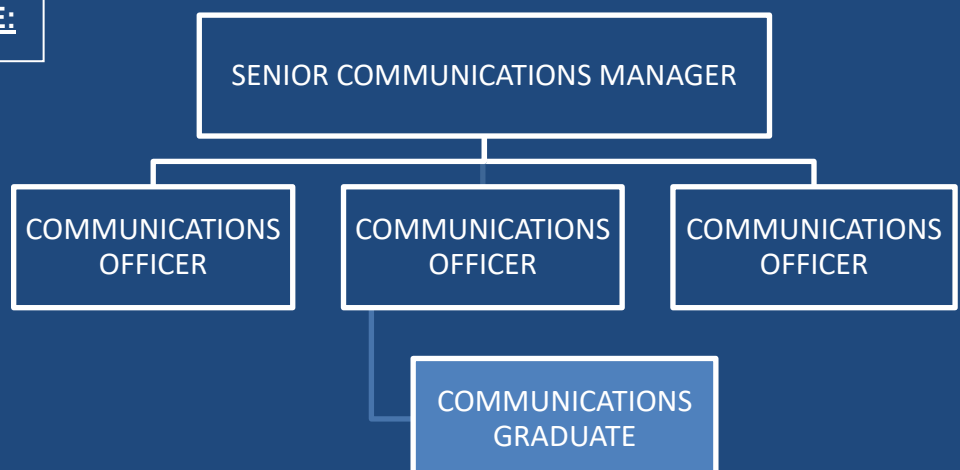 E:
SENIOR COMMUNICATIONS MANAGER
COMMUNICATIONS
OFFICER
COMMUNICATIONS
OFFICER
COMMUNICATIONS
OFFICER
COMMUNICATIONS
GRADUATE